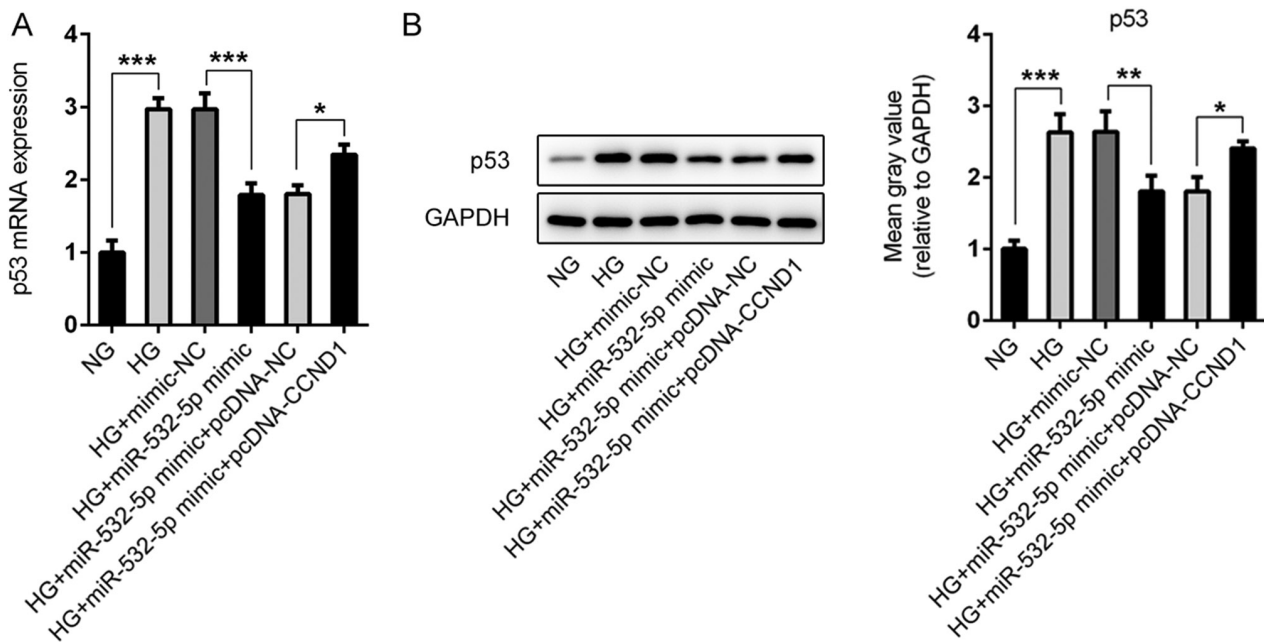 A
p53 mRNA expression
4
3
2
1
0
***
***
*
NG
HG
HG+mimic-NC
HG+miR-532-5p mimic
HG+miR-532-5p mimic+pcDNA-NC
HG+miR-532-5p mimic+pcDNA-CCND1
B
p53
GAPDH
NG
HG
HG+mimic-NC
HG+miR-532-5p mimic
HG+miR-532-5p mimic+pcDNA-NC
HG+miR-532-5p mimic+pcDNA-CCND1
p53
Mean gray value
(relative to GAPDH)
4
3
2
1
0
***
**
*
NG
HG
HG+mimic-NC
HG+miR-532-5p mimic
HG+miR-532-5p mimic+pcDNA-NC
HG+miR-532-5p mimic+pcDNA-CCND1